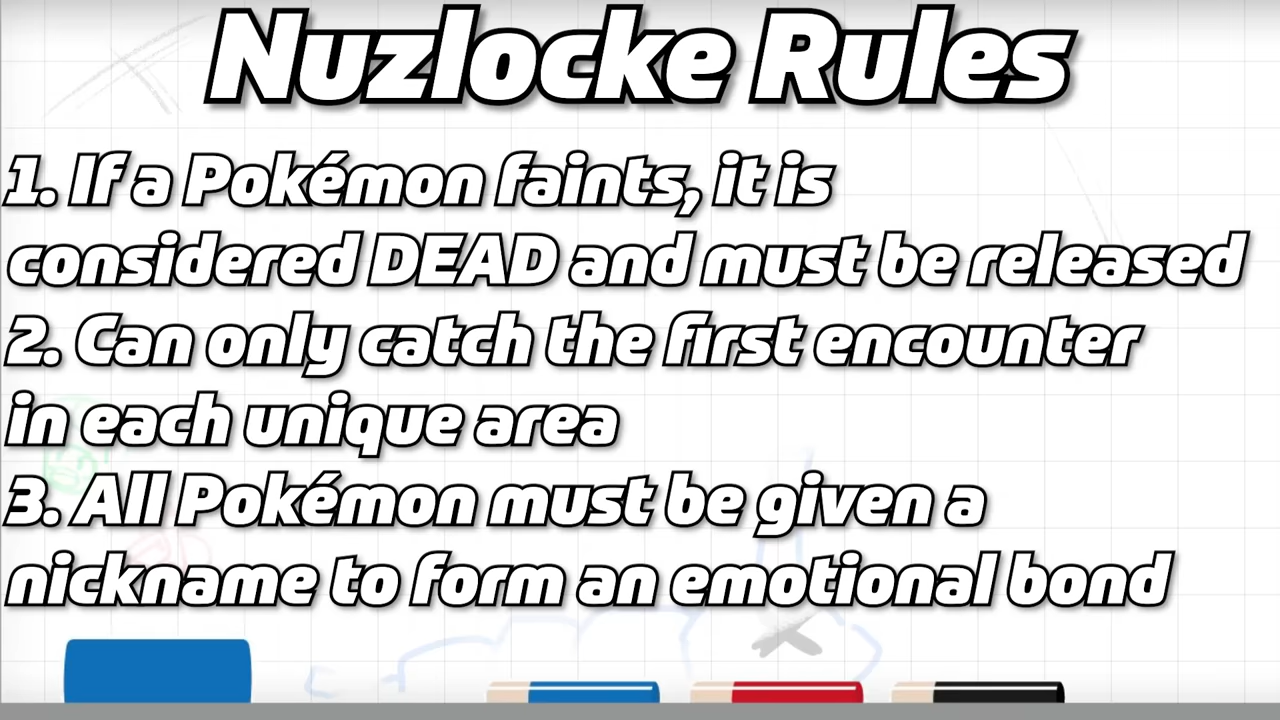 Nuzlocke Rules
1. If a Pokémon faints, it is
considered DEAD and must be released
2. Can only catch the first encounter
in each unique area
3. All Pokémon must be given a
nickname to form an emotional bond